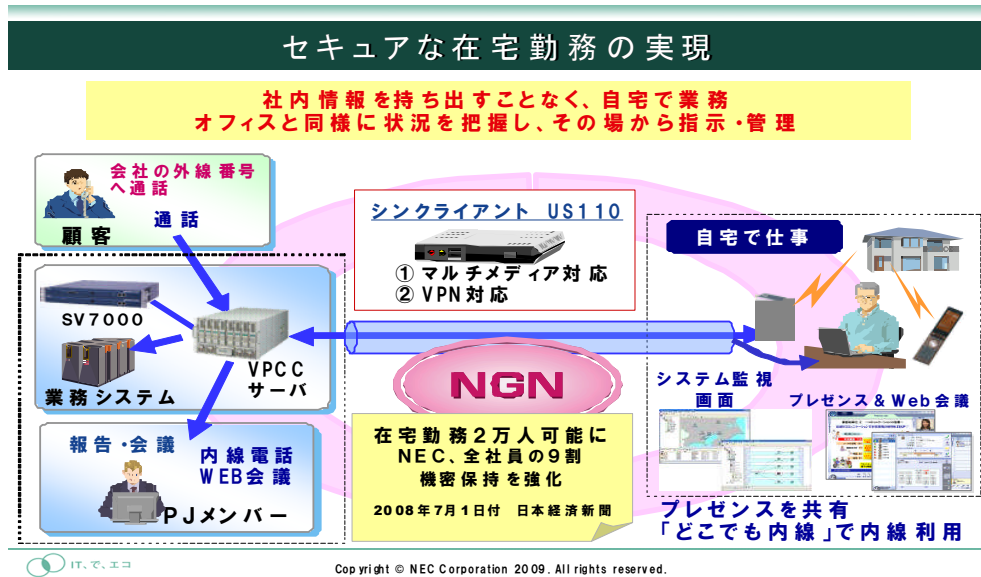 セキュアな在宅勤務の実現
社内情報を持ち出すことなく、自宅で業務
オフィスと同様に状況を把握し、その場から指示・管理
会社の外線番号
へ通話
通話
顧客
シンクライアント US110
① マルチメディア対応
② VPN対応
自宅で仕事
SV7000
業務システム
VPCC
サーバ
NGN
システム監視
画面
プレゼンス&Web会議
報告・会議
内線電話
WEB会議
PJメンバー
在宅勤務2万人可能に
NEC、全社員の9割
機密保持を強化
2008年7月1日付 日本経済新聞
プレゼンスを共有
「どこでも内線」で内線利用
IT、で、エコ
Copyright © NEC Corporation 2009. All rights reserved.